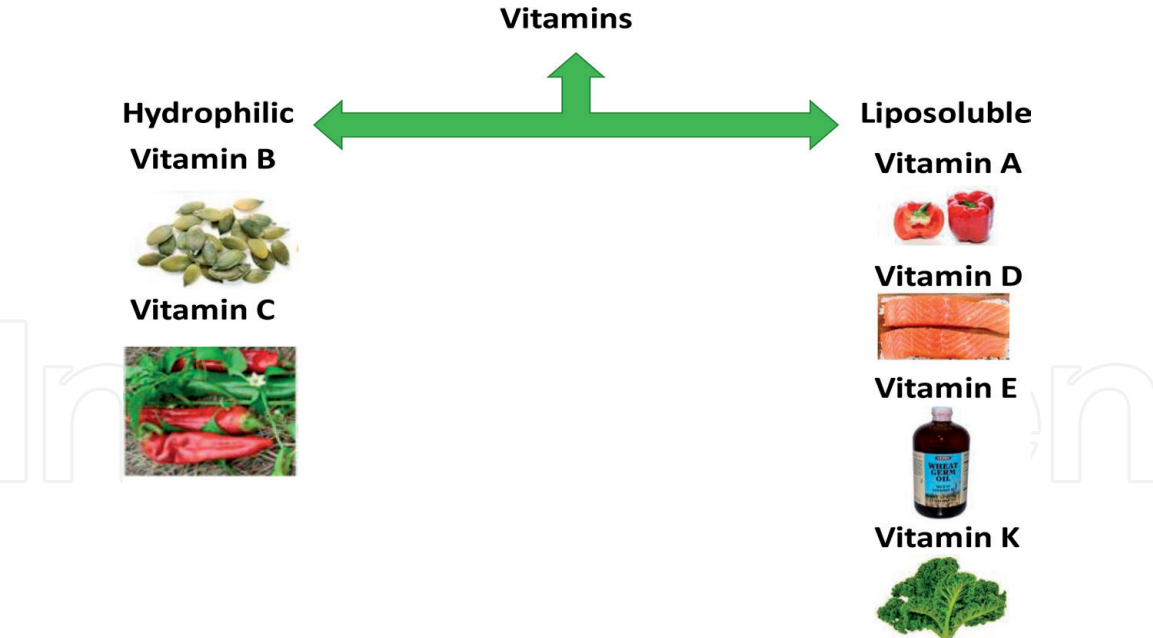 Vitamins
Hydrophilic
Vitamin B
Vitamin C
Liposoluble
Vitamin A
Vitamin D
Vitamin E
WHEAT
GERM
OIL
Vitamin K